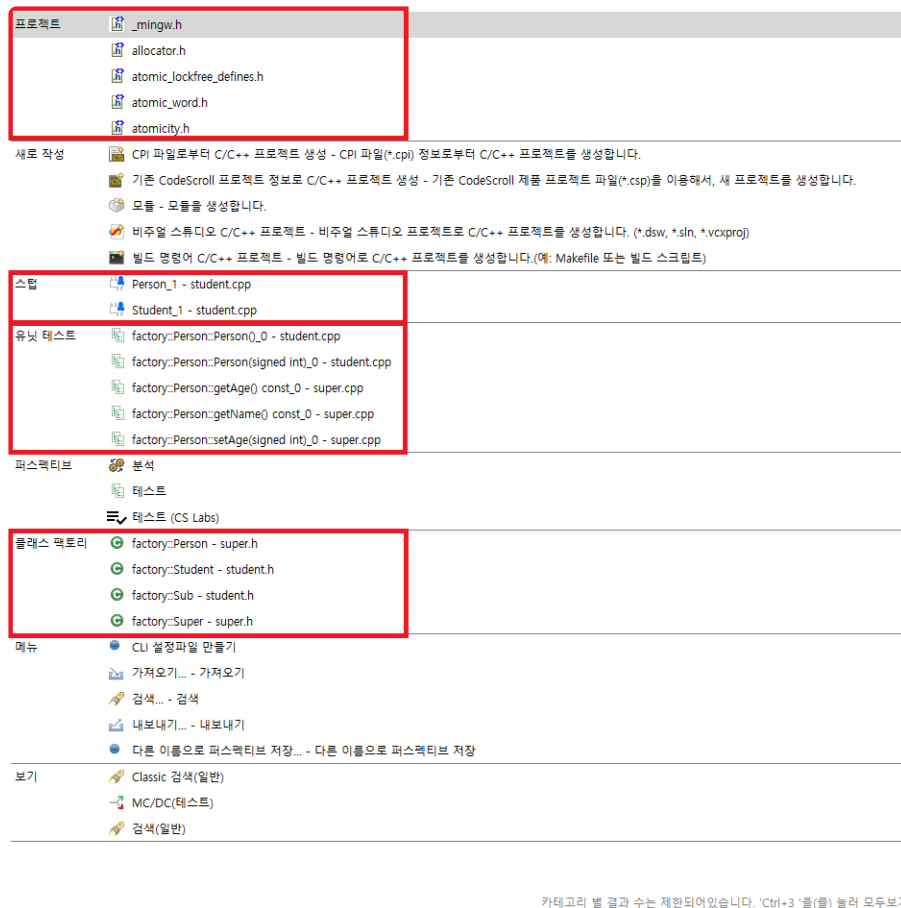 프로젝트 _mingw.h
allocator.h
atomic_lockfree_defines.h
atomic_word.h
atomicity.h
새로 작성 CPI 파일로부터 C/C++ 프로젝트 생성 - CPI 파일(*.cpi) 정보로부터 C/C++ 프로젝트를 생성합니다.
기존 CodeScroll 프로젝트 정보로 C/C++ 프로젝트 생성 - 기존 CodeScroll 제품 프로젝트 파일(*.csp)을 이용해서, 새 프로젝트를 생성합니다.
모듈 - 모듈을 생성합니다.
비주얼 스튜디오 C/C++ 프로젝트 - 비주얼 스튜디오 프로젝트로 C/C++ 프로젝트를 생성합니다. (*.dsw, *.sln, *.vcxproj)
빌드 명령어 C/C++ 프로젝트 - 빌드 명령어로 C/C++ 프로젝트를 생성합니다.(예: Makefile 또는 빌드 스크립트)
스텁 Person_1 - student.cpp
Student_1 - student.cpp
유닛 테스트 factory::Person::Person()_0 - student.cpp
factory::Person::Person(signed int)_0 - student.cpp
factory::Person::getAge() const_0 - super.cpp
factory::Person::getName() const_0 - super.cpp
factory::Person::setAge(signed int)_0 - super.cpp
퍼스펙티브 분석
테스트
테스트 (CS Labs)
클래스 팩토리 factory::Person - super.h
factory::Student - student.h
factory::Sub - student.h
factory::Super - super.h
메뉴 CLI 설정파일 만들기
가져오기... - 가져오기
검색... - 검색
내보내기... - 내보내기
다른 이름으로 퍼스펙티브 저장... - 다른 이름으로 퍼스펙티브 저장
보기 Classic 검색(일반)
MC/DC(테스트)
검색(일반)
카테고리 별 결과 수는 제한되어있습니다. 'Ctrl+3 '을(를) 눌러 모두보기